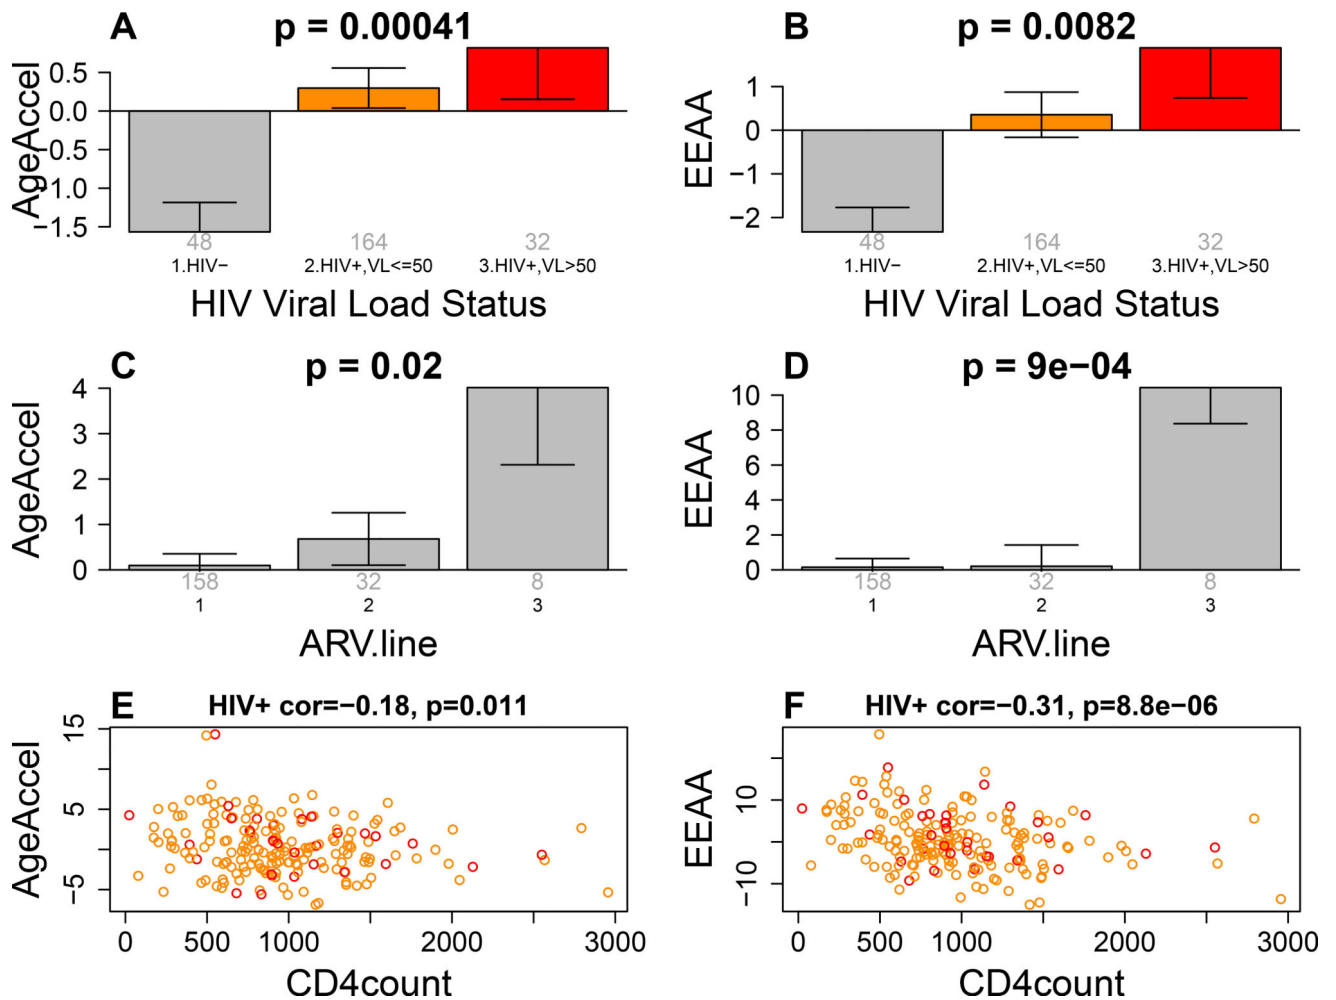 A p = 0.00041
AgeAccel
0.5
0.0
−0.5
−1.0
−1.5
48 164 32
1.HIV− 2.HIV+,VL<=50 3.HIV+,VL>50
HIV Viral Load Status
B p = 0.0082
EEAA
1
0
−1
−2
48 164 32
1.HIV− 2.HIV+,VL<=50 3.HIV+,VL>50
HIV Viral Load Status
C p = 0.02
AgeAccel
4
3
2
1
0
158 32 8
1 2 3
ARV.line
D p = 9e−04
EEAA
10
8
6
4
2
0
158 32 8
1 2 3
ARV.line
E HIV+ cor=−0.18, p=0.011
AgeAccel
15
5
−5
0 500 1000 2000 3000
CD4count
F HIV+ cor=−0.31, p=8.8e−06
EEAA
10
−10
0 500 1000 2000 3000
CD4count